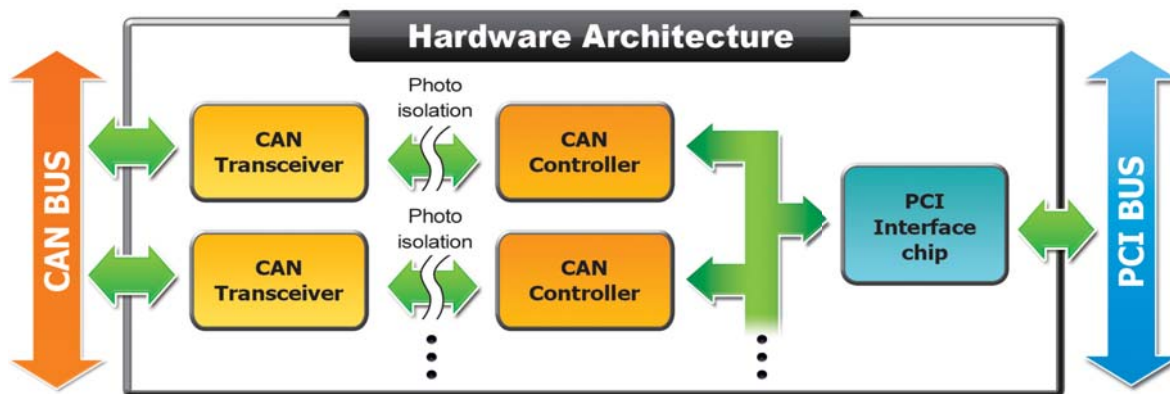 Hardware Architecture
CAN BUS
Photo
isolation
CAN
Transceiver
CAN
Controller
Photo
isolation
CAN
Transceiver
CAN
Controller
PCI
Interface
chip
PCI BUS